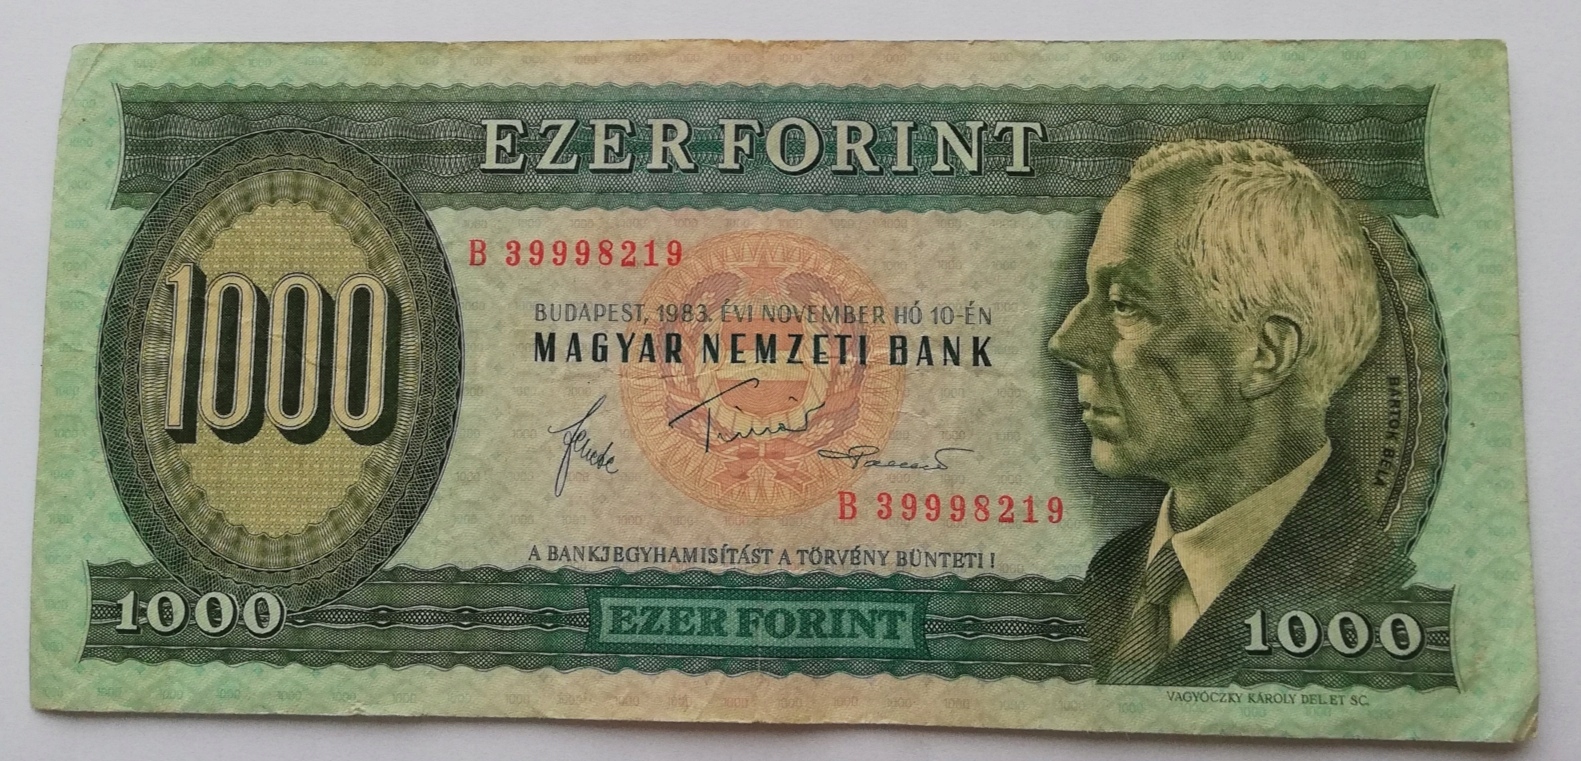 EZER FORINT
1000
B 39998219
BUDAPEST, 1983. ÉVI NOVEMBER HÓ 10-ÉN
MAGYAR NEMZETI BANK
BARTÓK BÉLA
B 39998219
A BANKJEGYHAMISÍTÁST A TÖRVÉNY BÜNTETI!
1000
EZER FORINT
1000
VAGYÓCZKY KÁROLY DEL. ET SC.